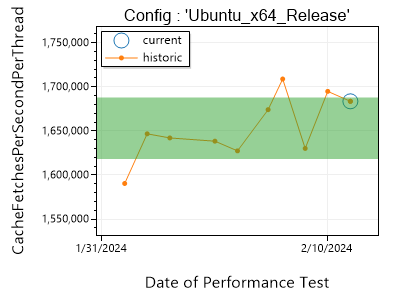 Config : 'Ubuntu_x64_Release'
CacheFetchesPerSecondPerThread
1,750,000
1,700,000
1,650,000
1,600,000
1,550,000
current
historic
1/31/2024
2/10/2024
Date of Performance Test